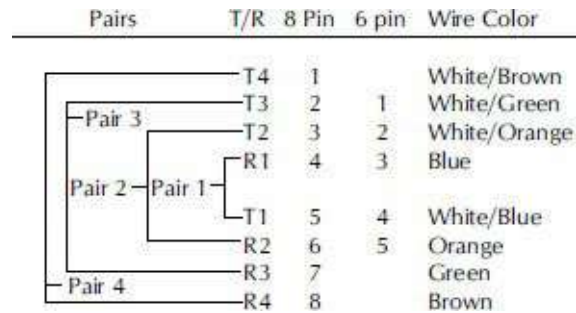 Pairs T/R 8 Pin 6 pin Wire Color
T4 1 White/Brown
T3 2 1 White/Green
Pair 3
T2 3 2 White/Orange
R1 4 3 Blue
Pair 2 Pair 1
T1 5 4 White/Blue
R2 6 5 Orange
R3 7 Green
Pair 4
R4 8 Brown